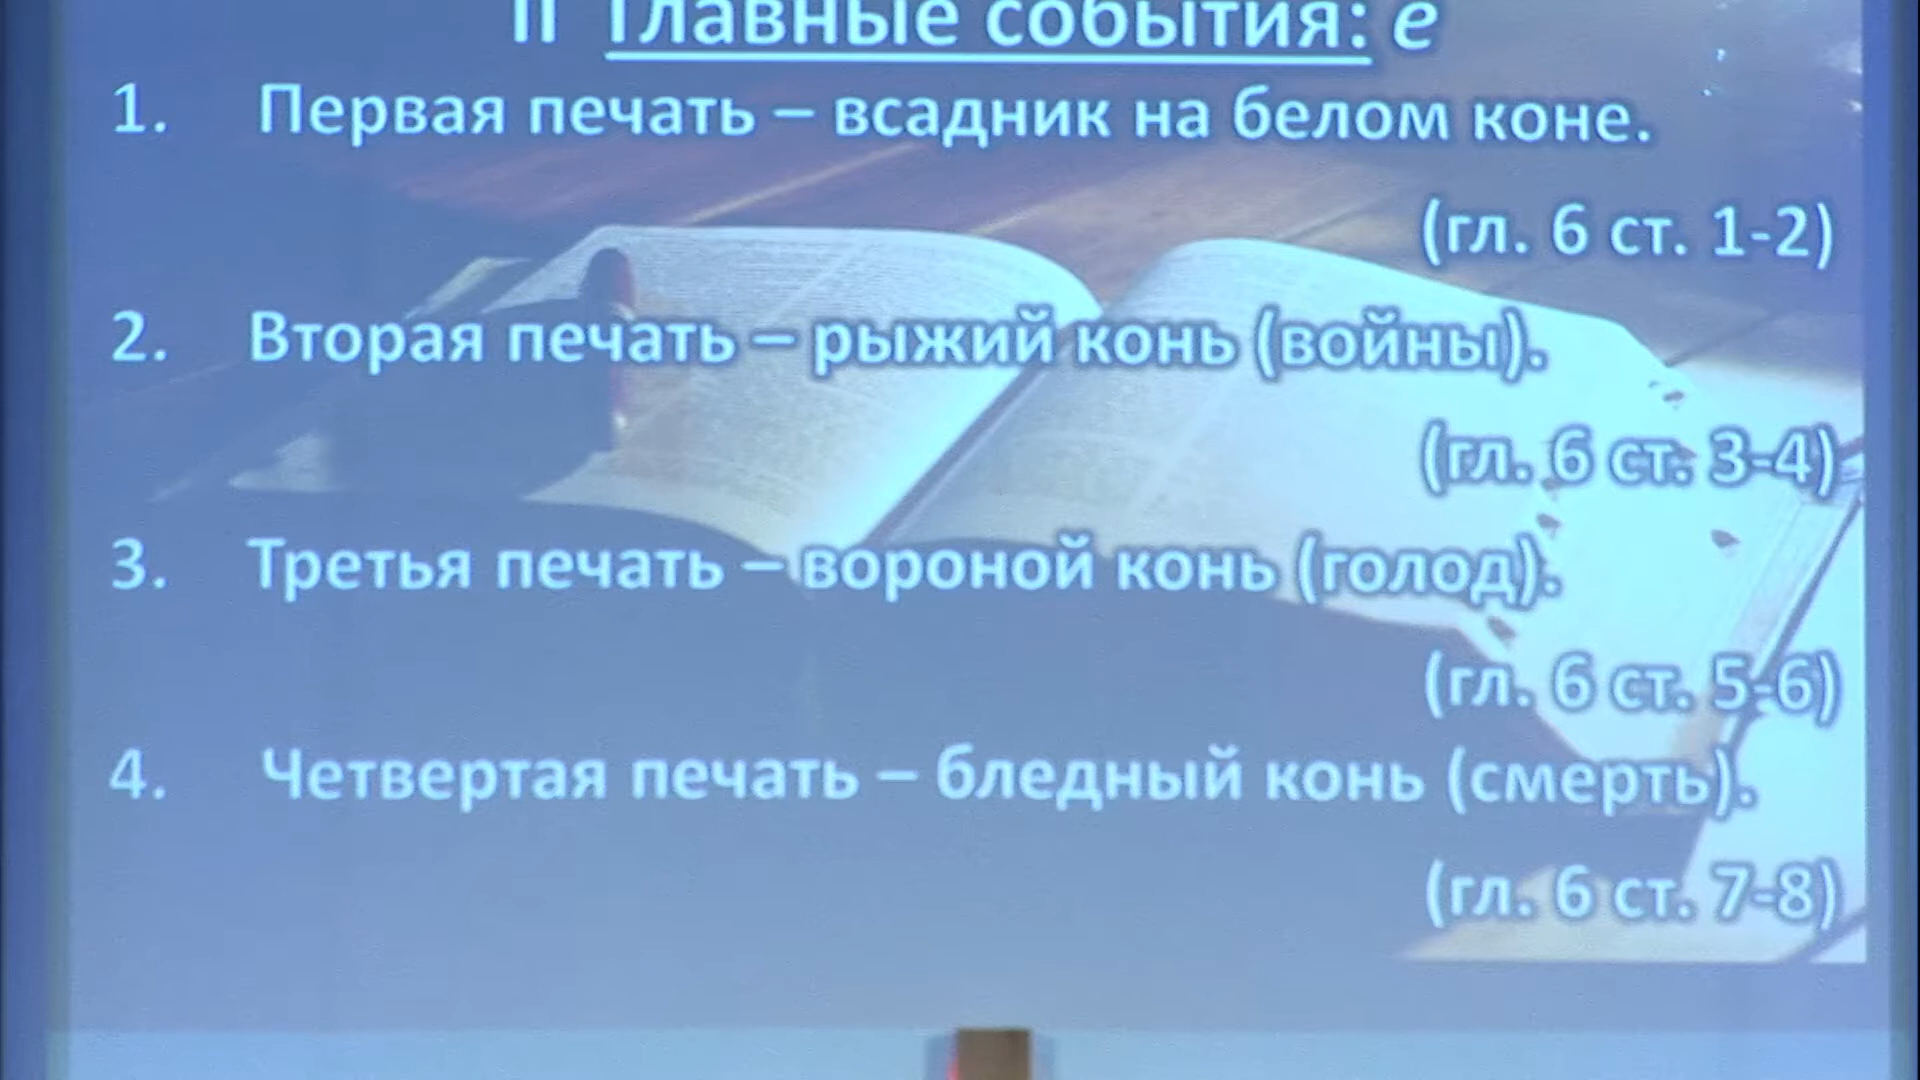 II Главные события: е
1. Первая печать – всадник на белом коне.
(гл. 6 ст. 1-2)
2. Вторая печать – рыжий конь (войны).
(гл. 6 ст. 3-4)
3. Третья печать – вороной конь (голод).
(гл. 6 ст. 5-6)
4. Четвертая печать – бледный конь (смерть).
(гл. 6 ст. 7-8)